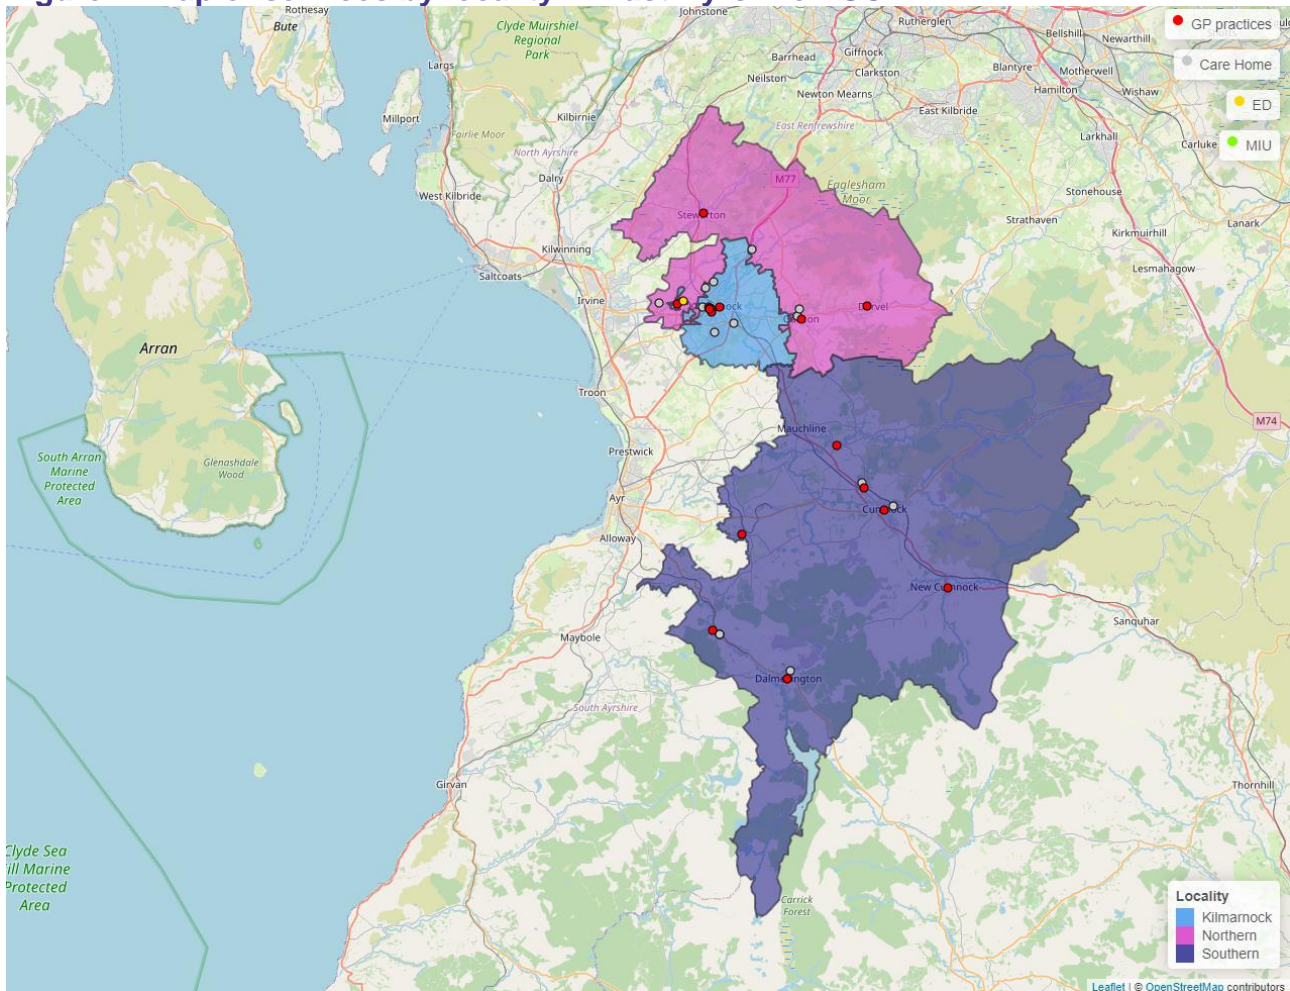 Rothesay
Bute
Clyde Muirshiel
Regional
Park
Johnstone
Rutherglen
Bellshill
Newarthill
GP practices
Largs
Barrhead
Giffnock
Clarkston
Blantyre
Motherwell
Care Home
Neilston
Newton Mearns
Hamilton
Wishaw
Millport
Kilbirnie
East Kilbride
ED
Fairlie Moor
East Renfrewshire
Larkhall
Carluke
MIU
North Ayrshire
Dalry
M77
Eaglesham
Moor
Stonehouse
West Kilbride
Strathaven
Lanark
Kirkmuirhill
Kilwinning
Lesmahagow
Saltcoats
Irvine
Arran
Troon
M74
Mauchline
South Arran
Marine
Protected
Area
Glenashdale
Wood
Prestwick
Ayr
Alloway
Sanquhar
Maybole
South Ayrshire
Girvan
Thornhill
Clyde Sea
Sill Marine
Protected
Area
Carrick
Forest
Locality
Kilmarnock
Northern
Southern
Leaflet | © OpenStreetMap contributors